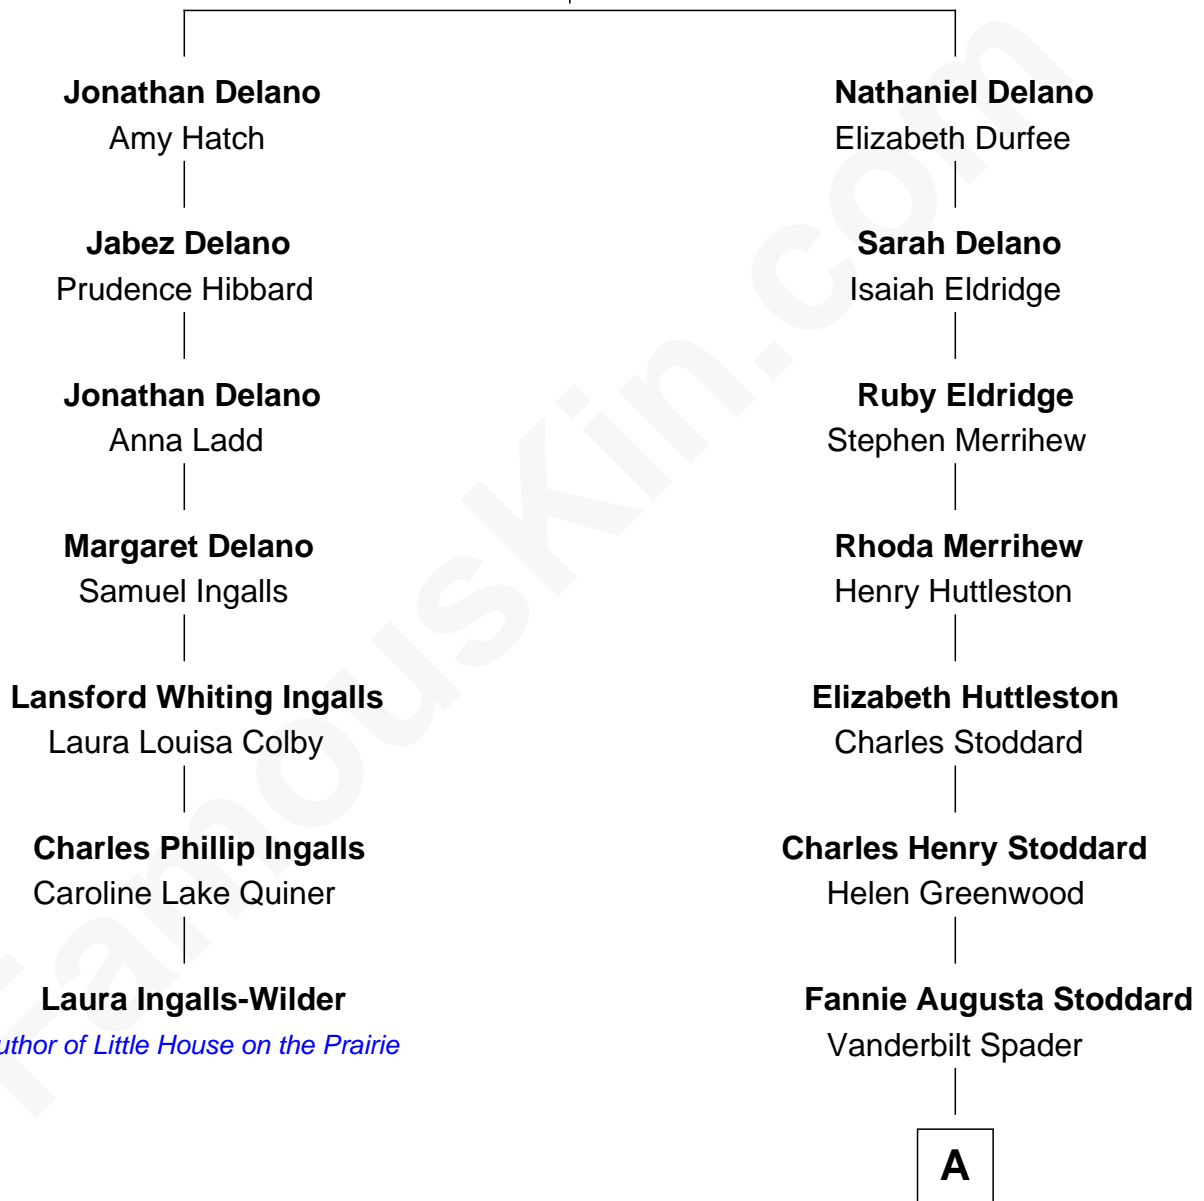 Jonathan Delano
Amy Hatch
Nathaniel Delano
Elizabeth Durfee
Jabez Delano
Prudence Hibbard
Sarah Delano
Isaiah Eldridge
Jonathan Delano
Anna Ladd
Ruby Eldridge
Stephen Merrihew
Margaret Delano
Samuel Ingalls
Rhoda Merrihew
Henry Huttleston
Lansford Whiting Ingalls
Laura Louisa Colby
Elizabeth Huttleston
Charles Stoddard
Charles Phillip Ingalls
Caroline Lake Quiner
Charles Henry Stoddard
Helen Greenwood
Laura Ingalls-Wilder
uthor of Little House on the Prairie
Fannie Augusta Stoddard
Vanderbilt Spader
A
FamousKin.com